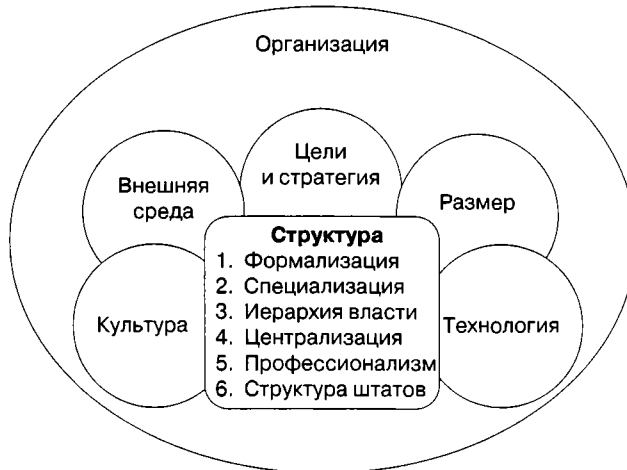 Организация
Цели
и стратегия
Внешняя
среда
Размер
Культура
Структура
1. Формализация
2. Специализация
3. Иерархия власти
4. Централизация
5. Профессионализм
6. Структура штатов
Технология